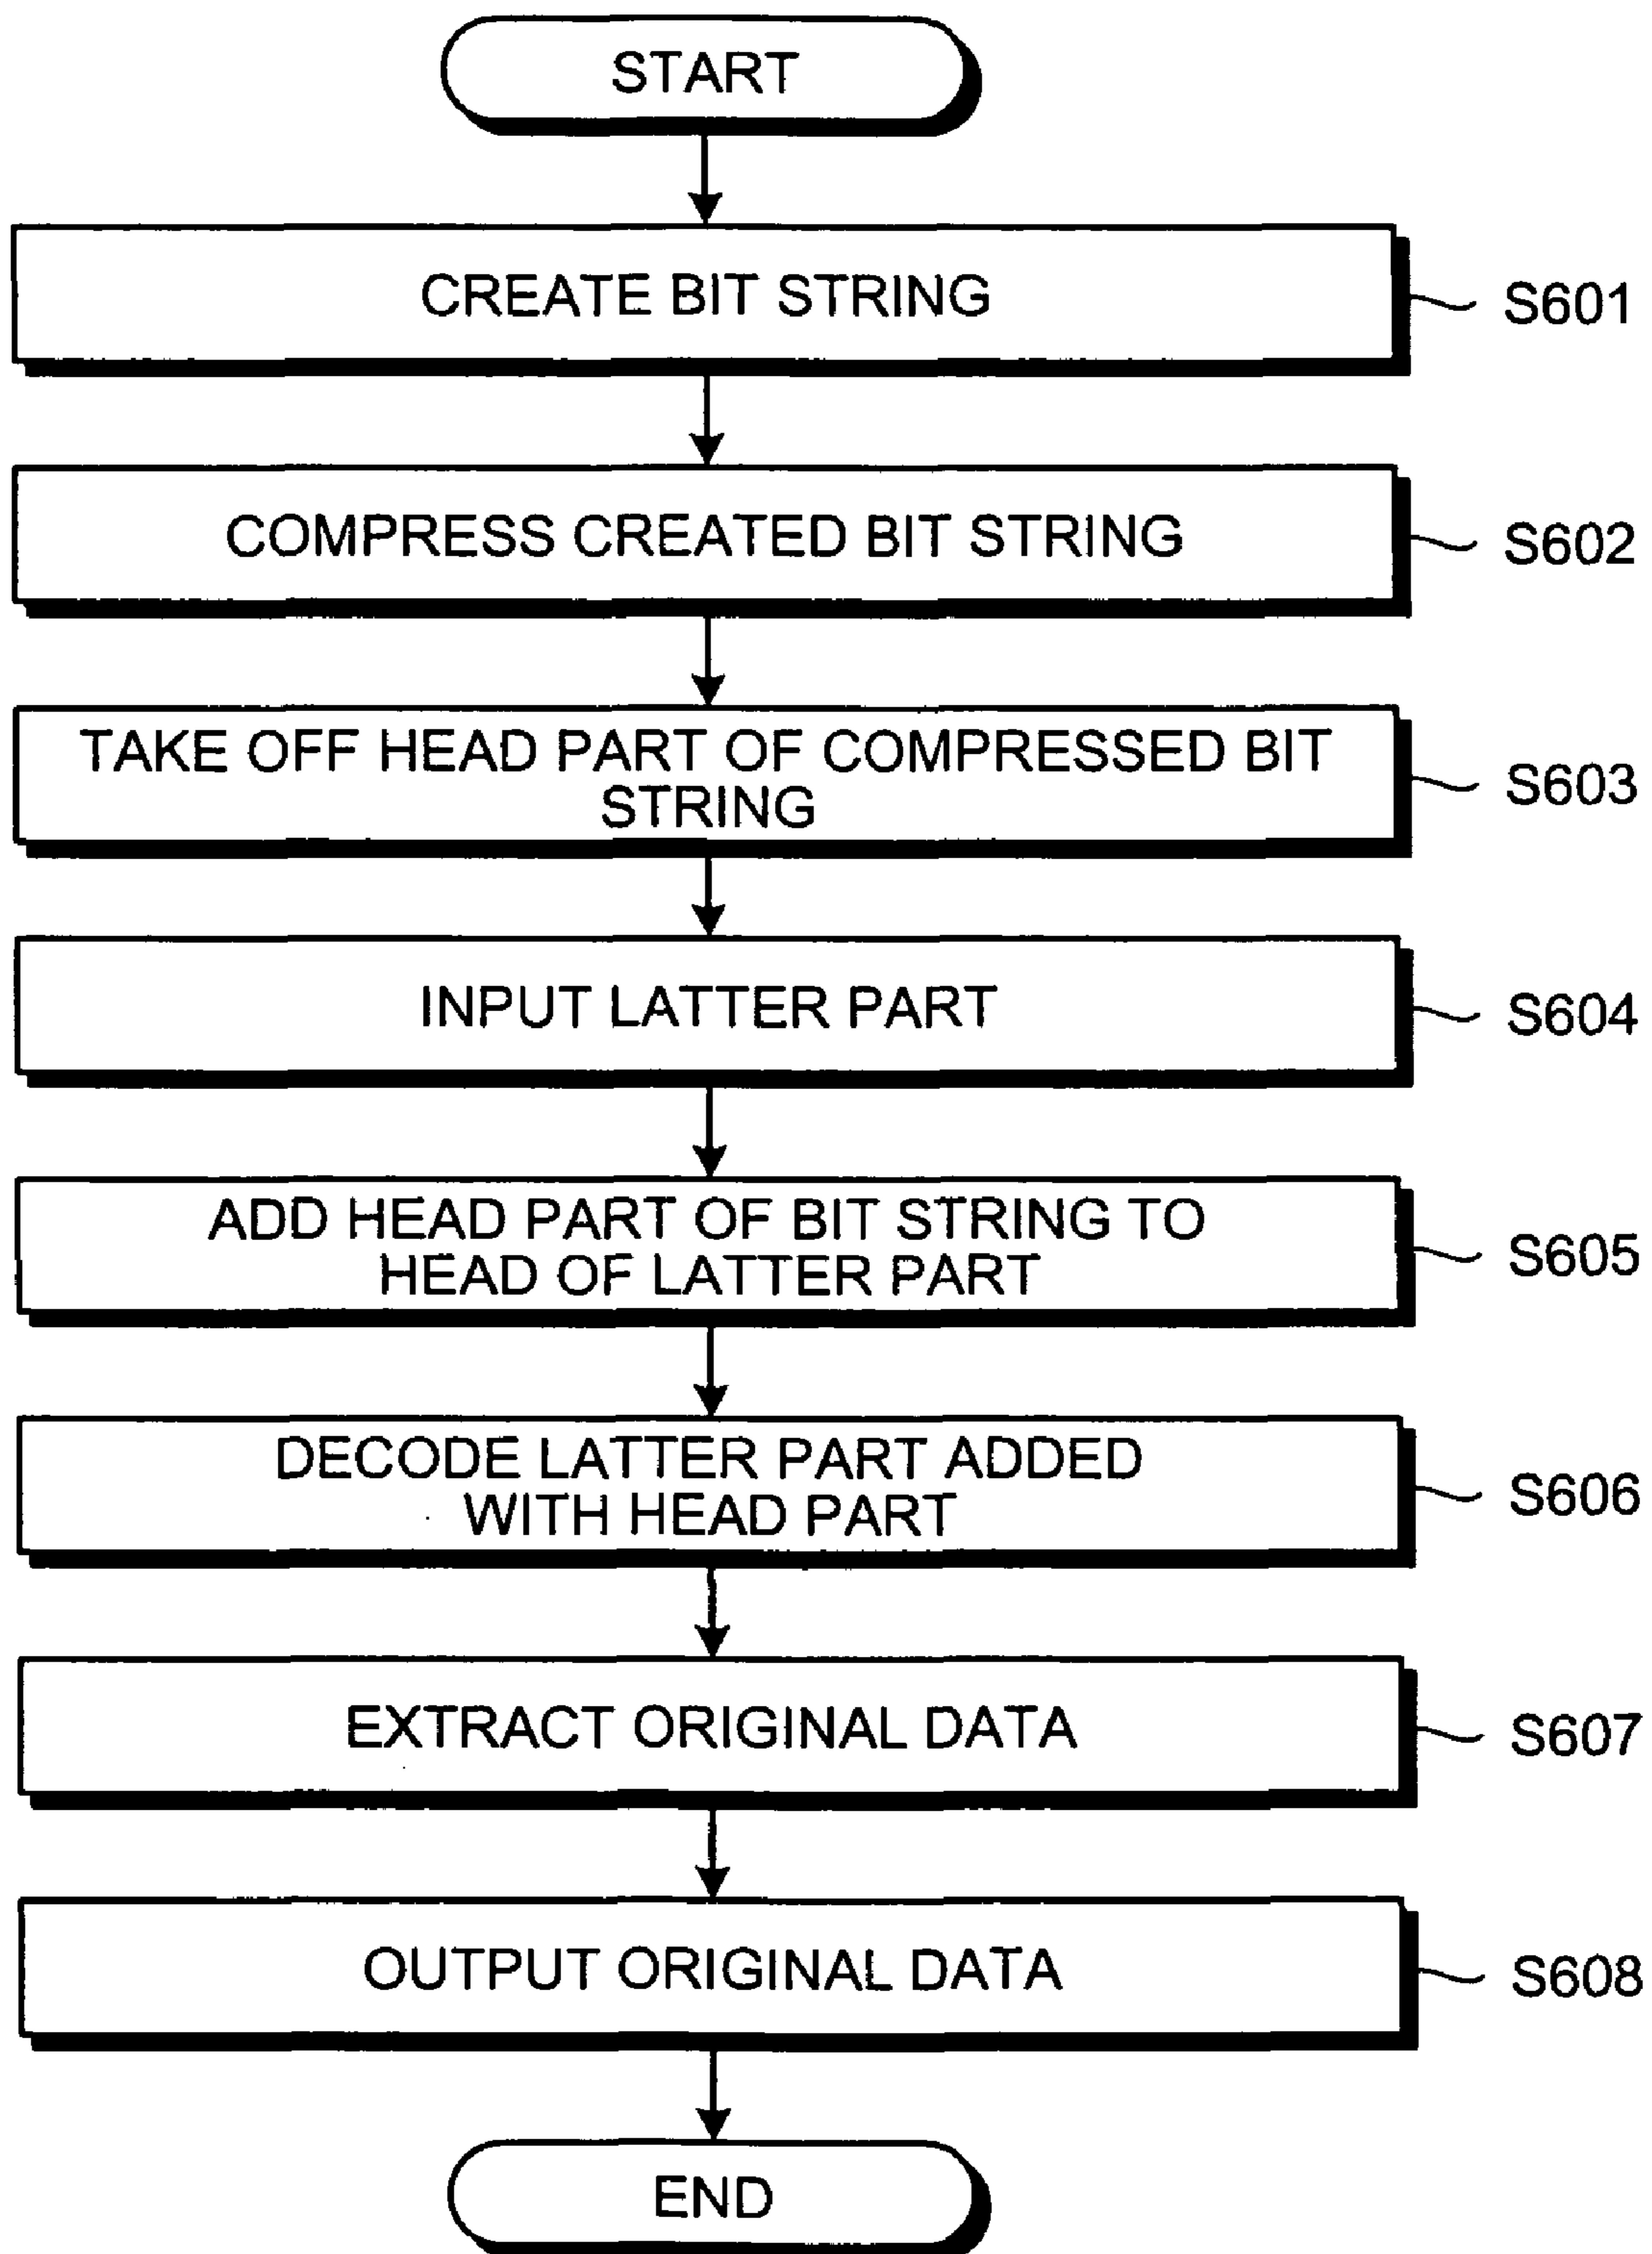 START
CREATE BIT STRING
S601
COMPRESS CREATED BIT STRING
S602
TAKE OFF HEAD PART OF COMPRESSED BIT
STRING
S603
INPUT LATTER PART
S604
ADD HEAD PART OF BIT STRING TO
HEAD OF LATTER PART
S605
DECODE LATTER PART ADDED
WITH HEAD PART
S606
EXTRACT ORIGINAL DATA
S607
OUTPUT ORIGINAL DATA
S608
END